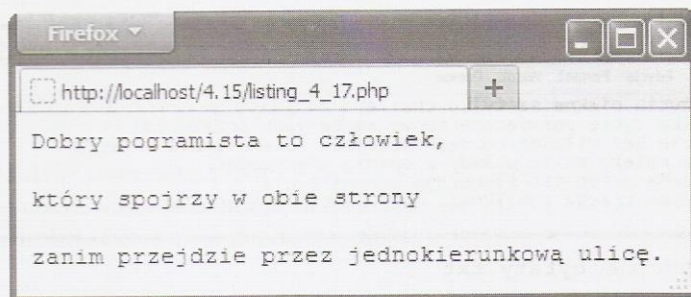 Firefox
http://localhost/4.15/listing_4_17.php
Dobry pogramista to człowiek,
który spojrzy w obie strony
zanim przejdzie przez jednokierunkową ulicę.